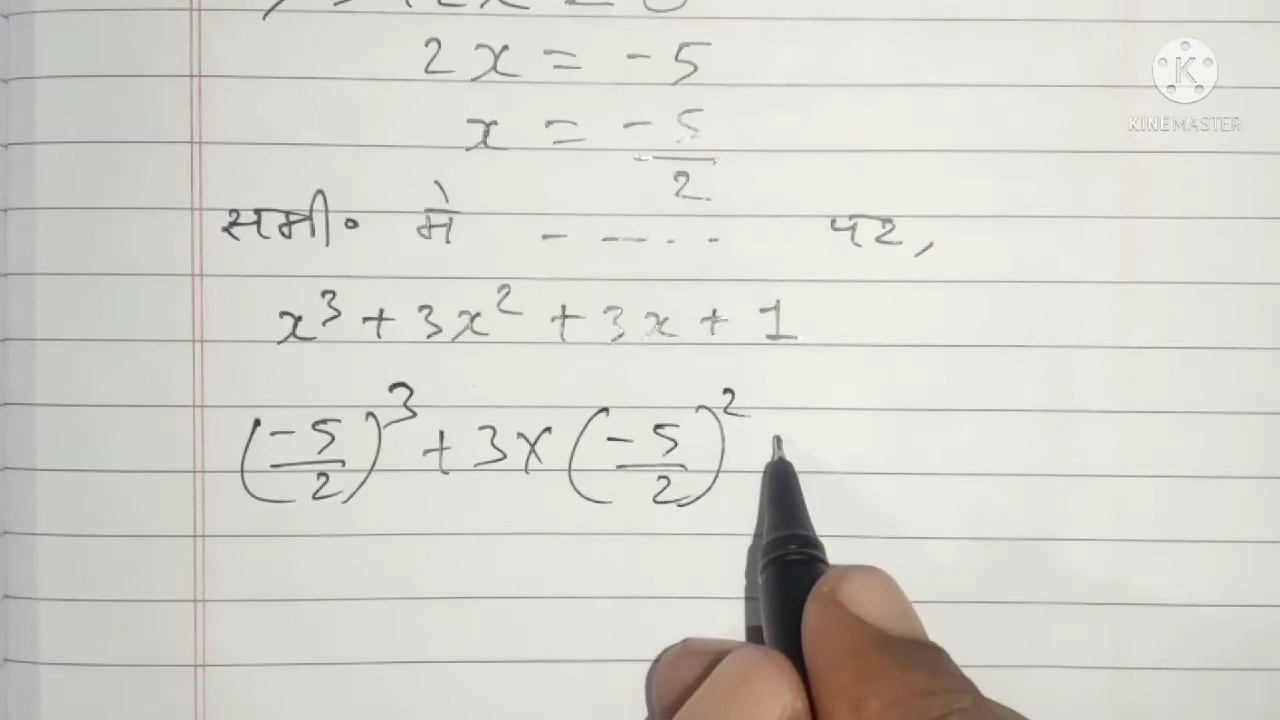 2x = -5
x = -5/2
समी॰ में - - - - - पर,
x³ + 3x² + 3x + 1
(-5/2)³ + 3x(-5/2)²
KINEMASTER